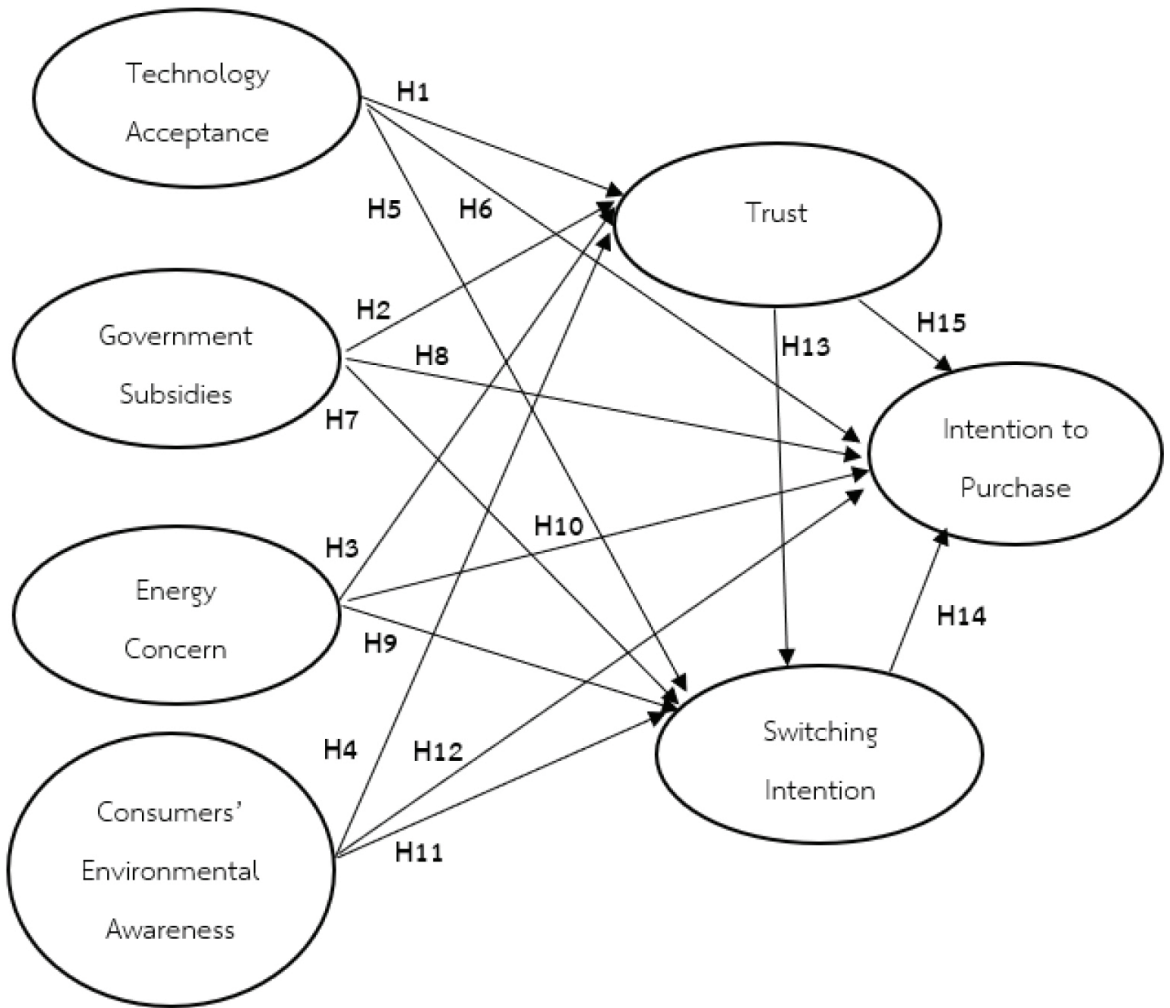 Technology
Acceptance
H1
Trust
H5
H6
H2
Government
Subsidies
H8
H15
H13
H7
Intention to
Purchase
H10
H3
Energy
Concern
H9
H14
Switching
Intention
H4
H12
Consumers’
Environmental
Awareness
H11